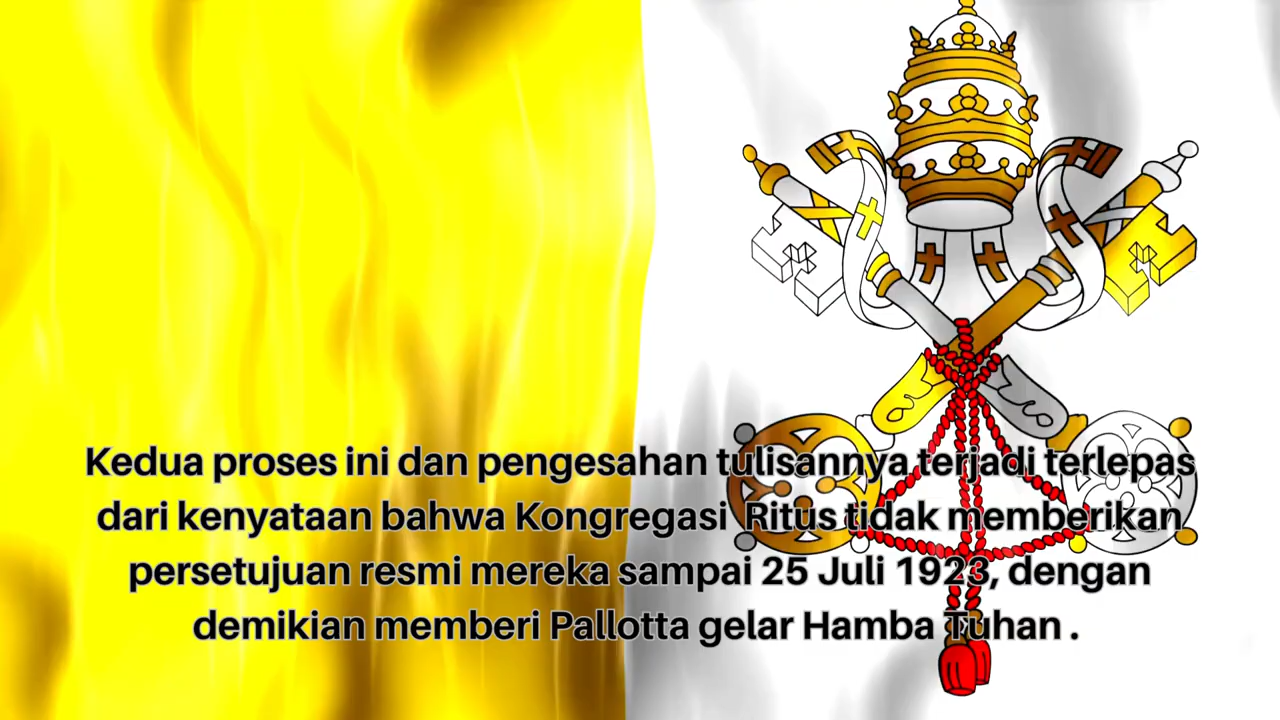 Kedua proses ini dan pengesahan tulisannya terjadi terlepas
dari kenyataan bahwa Kongregasi  Ritus tidak memberikan
persetujuan resmi mereka sampai 25 Juli 1923, dengan
demikian memberi Pallotta gelar Hamba Tuhan .